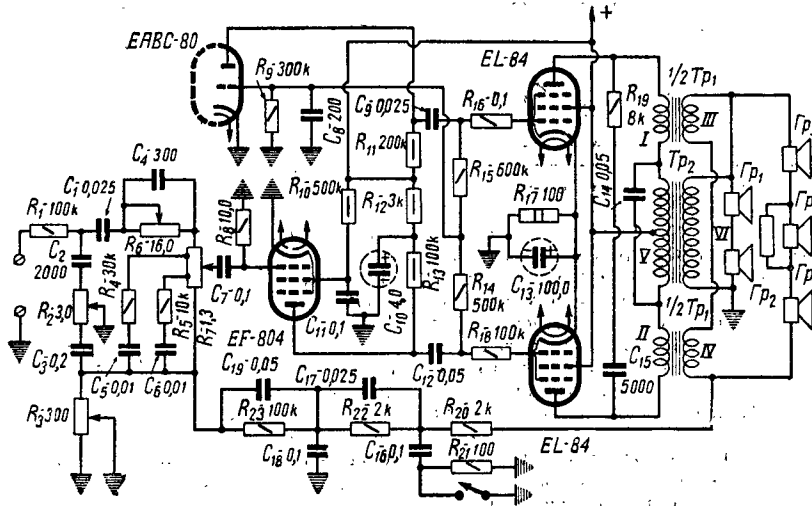 EABC-80
R9-300k
C8-200
C9-0,025
R16-0,1
EL-84
+
R19
8k
1/2 Tp1
I
III
Гр2
R11 200k
R15-600k
C4-300
C1-0,025
R1-100k
R6-16,0
C2
2000
R4-30k
R8-10,0
R10-500k
R12-3k
R17-100
C14 0,05
Tp2
Гр1
V
VI
Гр2
R2-3,0
R5-10k
R7-1,3
C7-0,1
EF-804
C11-0,1
C10-4,0
R13-100k
R14
500k
C13-100,0
1/2 Tp1
C3-0,2
C5-0,01
C6-0,01
C19-0,05
C17-0,025
C12-0,05
R18-100k
II
C15
5000
IV
R3-300
R23-100k
R22-2k
R20-2k
EL-84
C18-0,1
C16-0,1
R21-100